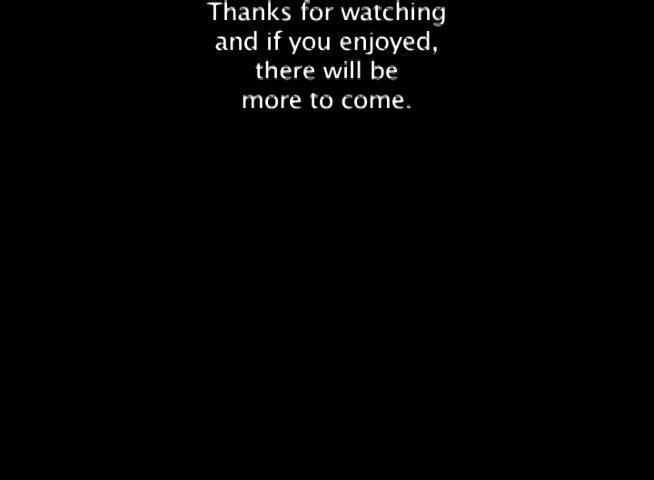 Thanks for watching
and if you enjoyed,
there will be
more to come.